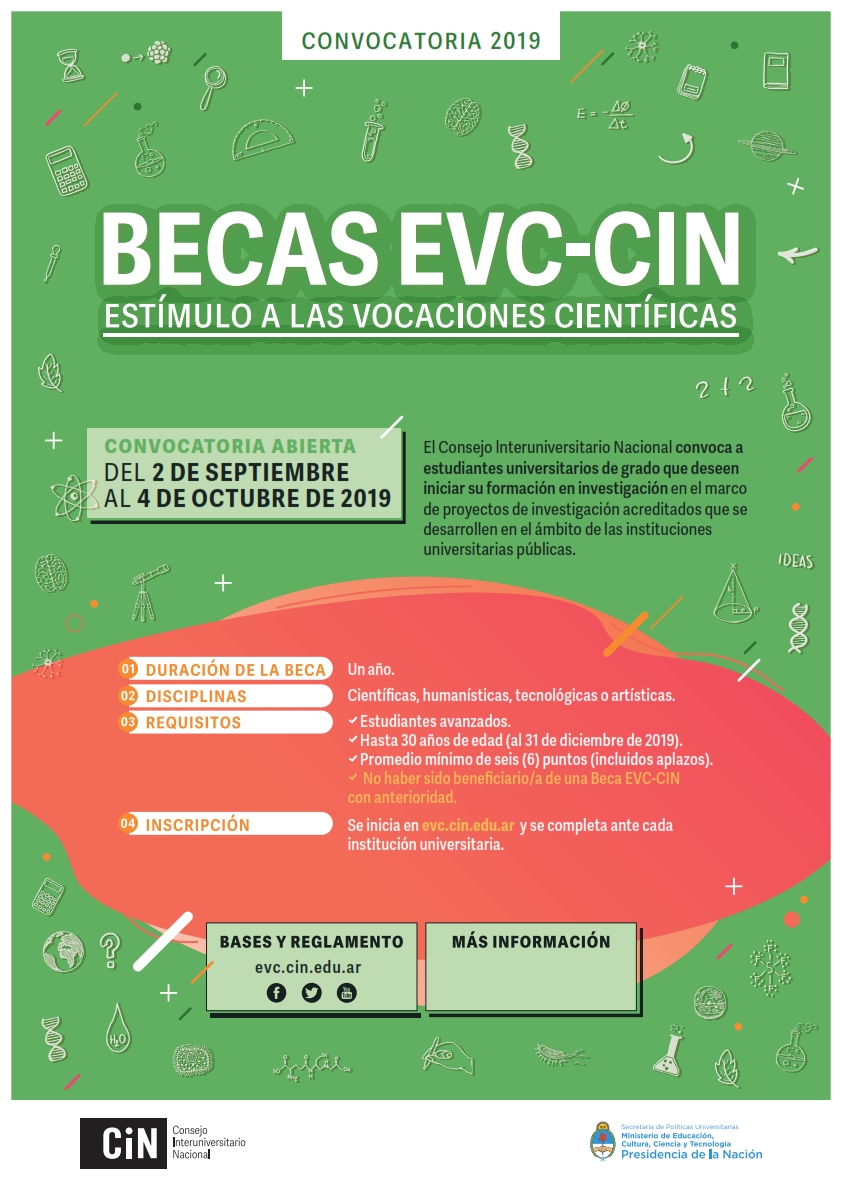 CONVOCATORIA 2019
E = - Δø
Δt
BECAS EVC-CIN
ESTÍMULO A LAS VOCACIONES CIENTÍFICAS
2 + 2
CONVOCATORIA ABIERTA
DEL 2 DE SEPTIEMBRE
AL 4 DE OCTUBRE DE 2019
El Consejo Interuniversitario Nacional convoca a
estudiantes universitarios de grado que deseen
iniciar su formación en investigación en el marco
de proyectos de investigación acreditados que se
desarrollen en el ámbito de las instituciones
universitarias públicas.
IDEAS
01 DURACIÓN DE LA BECA Un año.
02 DISCIPLINAS Científicas, humanísticas, tecnológicas o artísticas.
03 REQUISITOS ✓ Estudiantes avanzados.
✓ Hasta 30 años de edad (al 31 de diciembre de 2019).
✓ Promedio mínimo de seis (6) puntos (incluidos aplazos).
✓ No haber sido beneficiario/a de una Beca EVC-CIN
con anterioridad.
04 INSCRIPCIÓN Se inicia en evc.cin.edu.ar y se completa ante cada
institución universitaria.
?
BASES Y REGLAMENTO
evc.cin.edu.ar
MÁS INFORMACIÓN
H₂O
CiN
Consejo
Interuniversitario
Nacional
Secretaría de Políticas Universitarias
Ministerio de Educación,
Cultura, Ciencia y Tecnología
Presidencia de la Nación